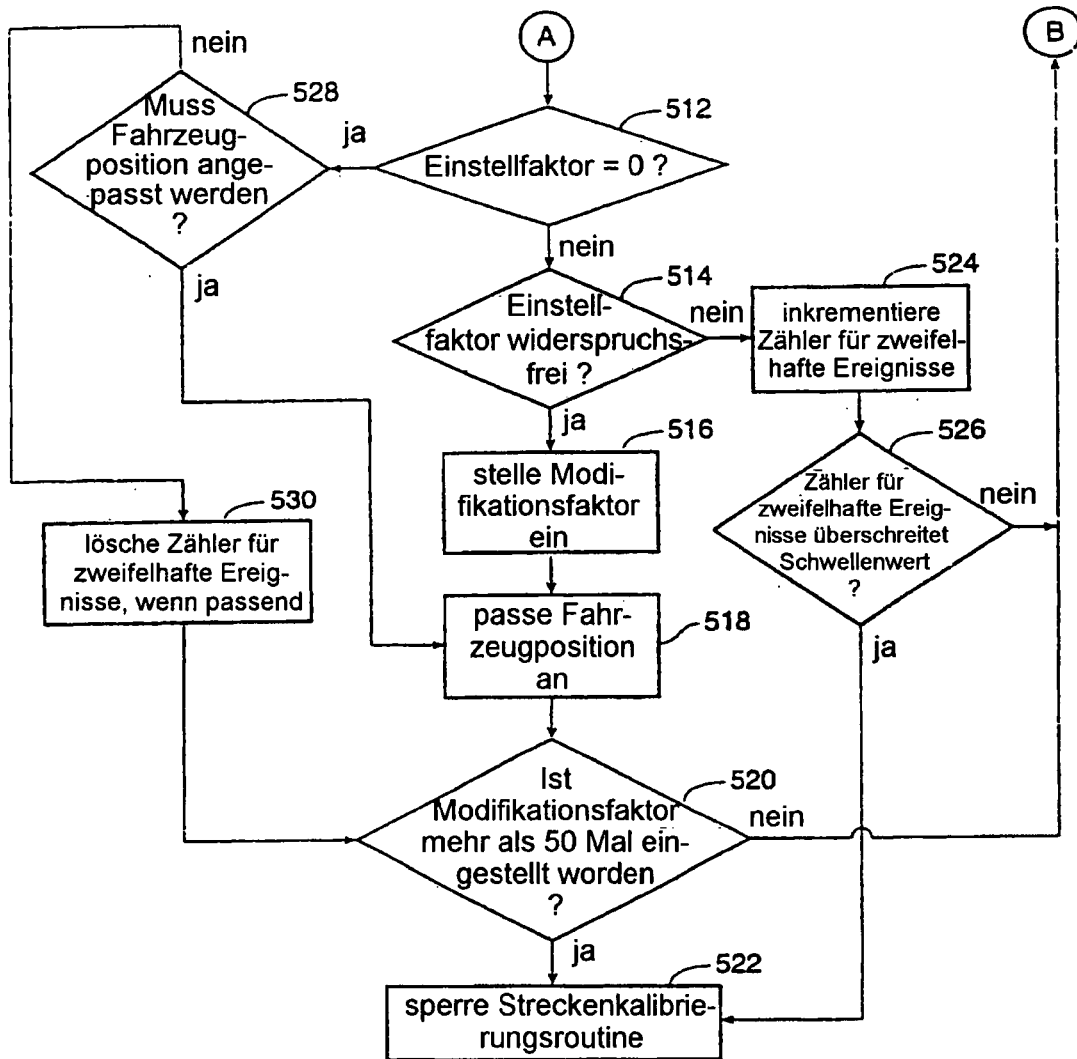 A
B
nein
528
Muss
Fahrzeug-
position ange-
passt werden
?
ja
512
Einstellfaktor = 0 ?
nein
ja
514
Einstell-
faktor widerspruchs-
frei ?
nein
524
inkrementiere
Zähler für zweifel-
hafte Ereignisse
ja
516
stelle Modi-
fikationsfaktor
ein
526
Zähler für
zweifelhafte Ereig-
nisse überschreitet
Schwellenwert
?
nein
ja
530
lösche Zähler für
zweifelhafte Ereig-
nisse, wenn passend
passe Fahr-
zeugposition
an
518
520
Ist
Modifikationsfaktor
mehr als 50 Mal ein-
gestellt worden
?
nein
ja
522
sperre Streckenkalibrie-
rungsroutine